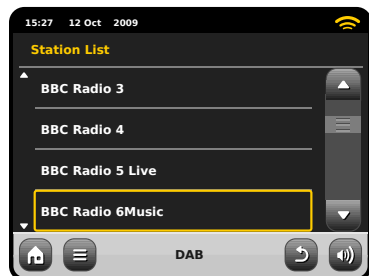 15:27 12 Oct 2009
Station List
BBC Radio 3
BBC Radio 4
BBC Radio 5 Live
BBC Radio 6Music
DAB